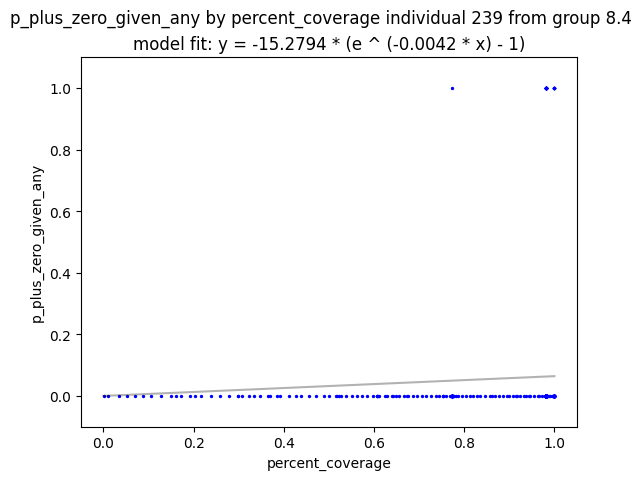 p_plus_zero_given_any by percent_coverage individual 239 from group 8.4
model fit: y = -15.2794 * (e ^ (-0.0042 * x) - 1)
p_plus_zero_given_any
1.0
0.8
0.6
0.4
0.2
0.0
0.0 0.2 0.4 0.6 0.8 1.0
percent_coverage